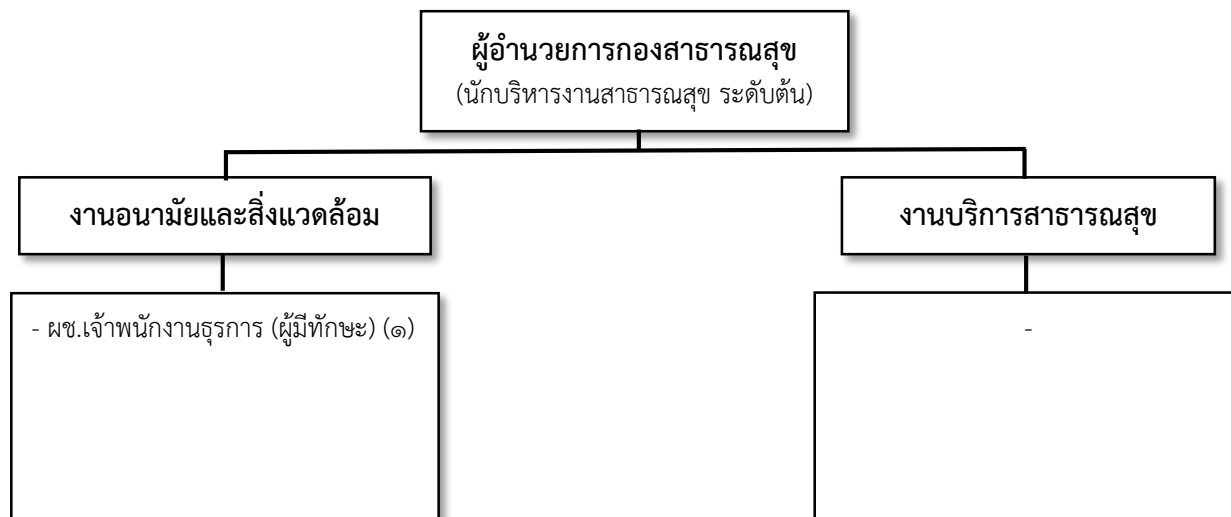 ผู้อำนวยการกองสาธารณสุข
(นักบริหารงานสาธารณสุข ระดับต้น)
งานอนามัยและสิ่งแวดล้อม
งานบริการสาธารณสุข
- ผช.เจ้าพนักงานธุรการ (ผู้มีทักษะ) (๑)
-